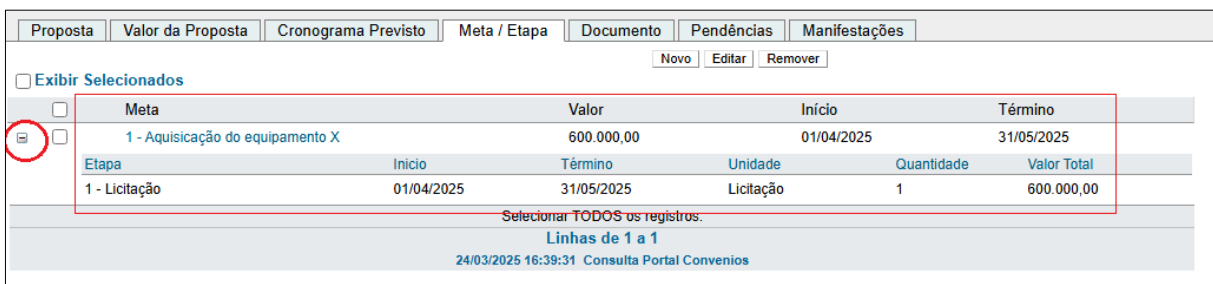 Proposta Valor da Proposta Cronograma Previsto Meta / Etapa Documento Pendências Manifestações
Novo Editar Remover
Exibir Selecionados
Meta Valor Início Término
1 - Aquisicação do equipamento X 600.000,00 01/04/2025 31/05/2025
Etapa Inicio Término Unidade Quantidade Valor Total
1 - Licitação 01/04/2025 31/05/2025 Licitação 1 600.000,00
Selecionar TODOS os registros.
Linhas de 1 a 1
24/03/2025 16:39:31 Consulta Portal Convenios